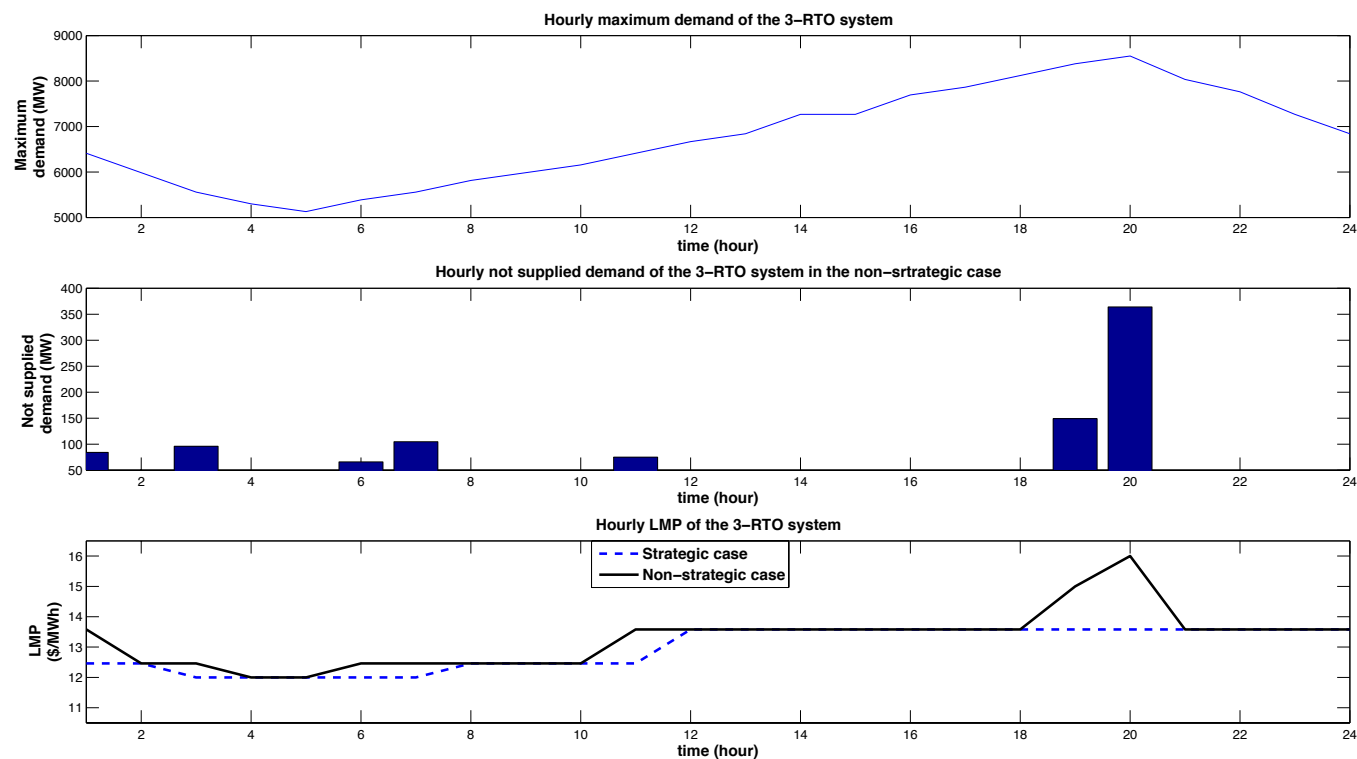 Hourly maximum demand of the 3−RTO system
Maximum
demand (MW)
9000
8000
7000
6000
5000
2 4 6 8 10 12 14 16 18 20 22 24
time (hour)
Hourly not supplied demand of the 3−RTO system in the non−srtrategic case
Not supplied
demand (MW)
400
350
300
250
200
150
100
50
2 4 6 8 10 12 14 16 18 20 22 24
time (hour)
Hourly LMP of the 3−RTO system
LMP
($/MWh)
16
15
14
13
12
11
Strategic case
Non−strategic case
2 4 6 8 10 12 14 16 18 20 22 24
time (hour)